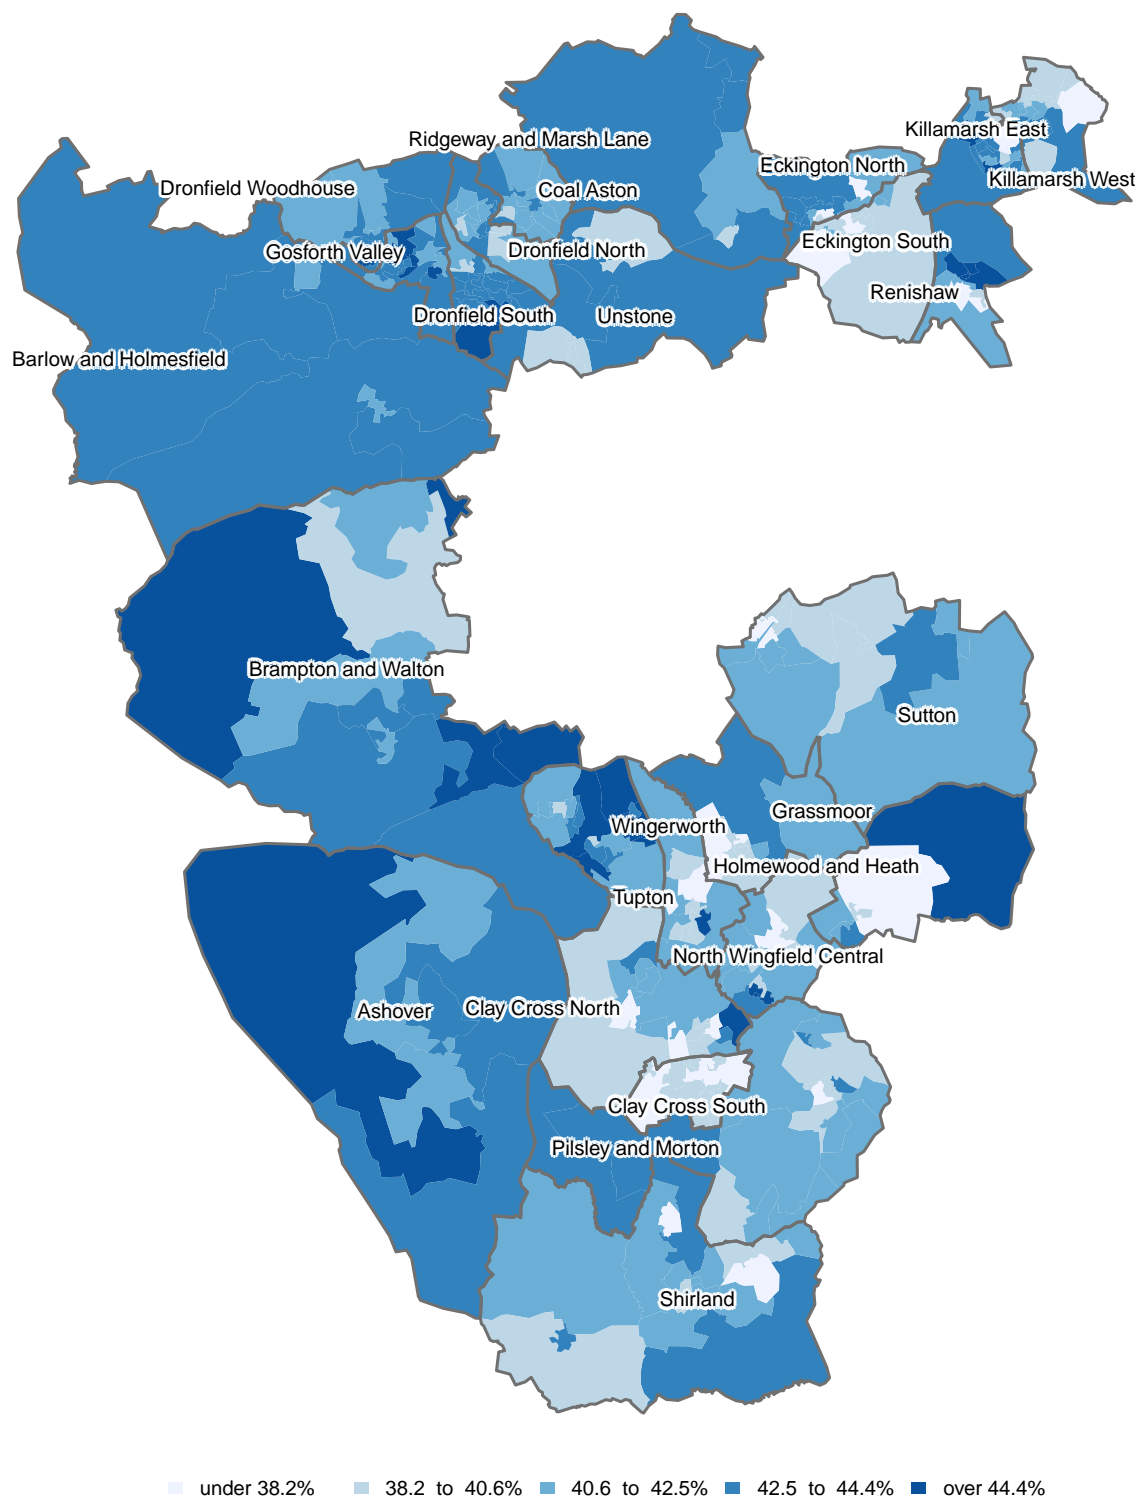 Killamarsh East
Ridgeway and Marsh Lane
Eckington North
Killamarsh West
Dronfield Woodhouse
Coal Aston
Eckington South
Gosforth Valley
Dronfield North
Renishaw
Dronfield South
Unstone
Barlow and Holmesfield
Brampton and Walton
Sutton
Grassmoor
Wingerworth
Holmewood and Heath
Tupton
North Wingfield Central
Clay Cross North
Ashover
Clay Cross South
Pilsley and Morton
Shirland
under 38.2% 38.2 to 40.6% 40.6 to 42.5% 42.5 to 44.4% over 44.4%